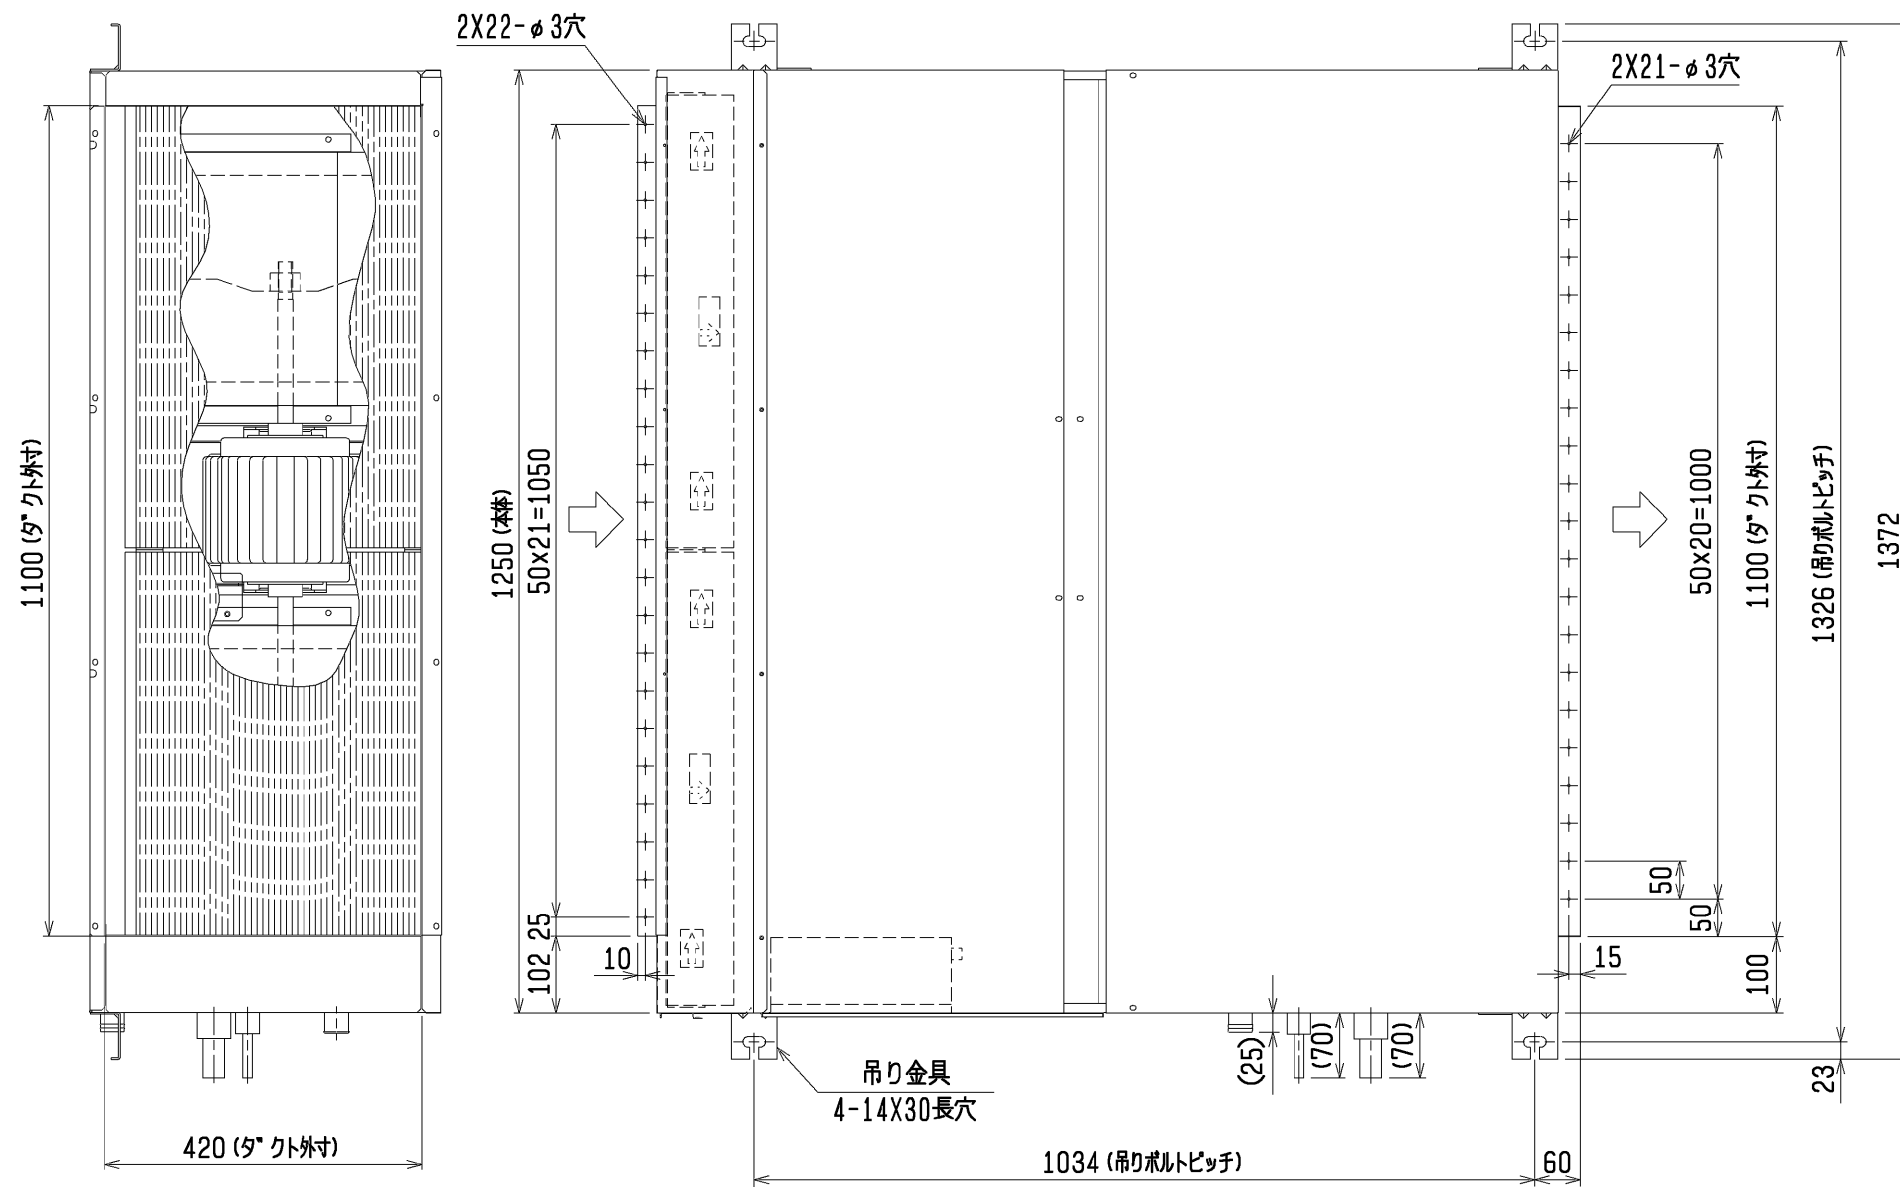 2X22-φ3穴
2X21-φ3穴
1100(ダクト外寸)
1250(本体)
50x21=1050
50x20=1000
1100(ダクト外寸)
1326(吊りボルトピッチ)
1372
25
102
10
50
50
15
100
(25)
(70)
(70)
23
吊り金具
4-14X30長穴
420(ダクト外寸)
1034(吊りボルトピッチ)
60